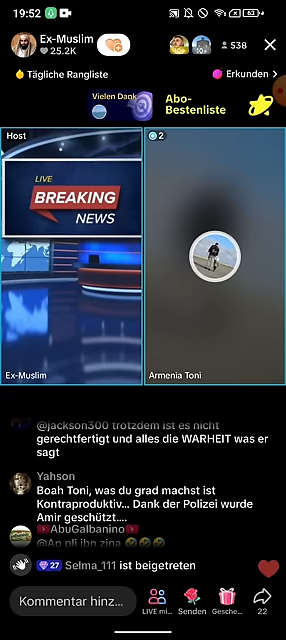 19:52
63
Ex-Muslim
25.2K
10+
538
Tägliche Rangliste
Erkunden >
Vielen Dank
Abo-
Bestenliste
Host
2
LIVE
BREAKING
NEWS
Ex-Muslim
Armenia Toni
@jackson300 trotzdem ist es nicht
gerechtfertigt und alles die WARHEIT was er
sagt
Yahson
Boah Toni, was du grad machst ist
Kontraproduktiv... Dank der Polizei wurde
Amir geschützt....
AbuGalbanino
@Ap pli ibn zina 🤣🤣🤣
27 Selma_111 ist beigetreten
Kommentar hinz...
LIVE mi...
Senden
Gesche...
22